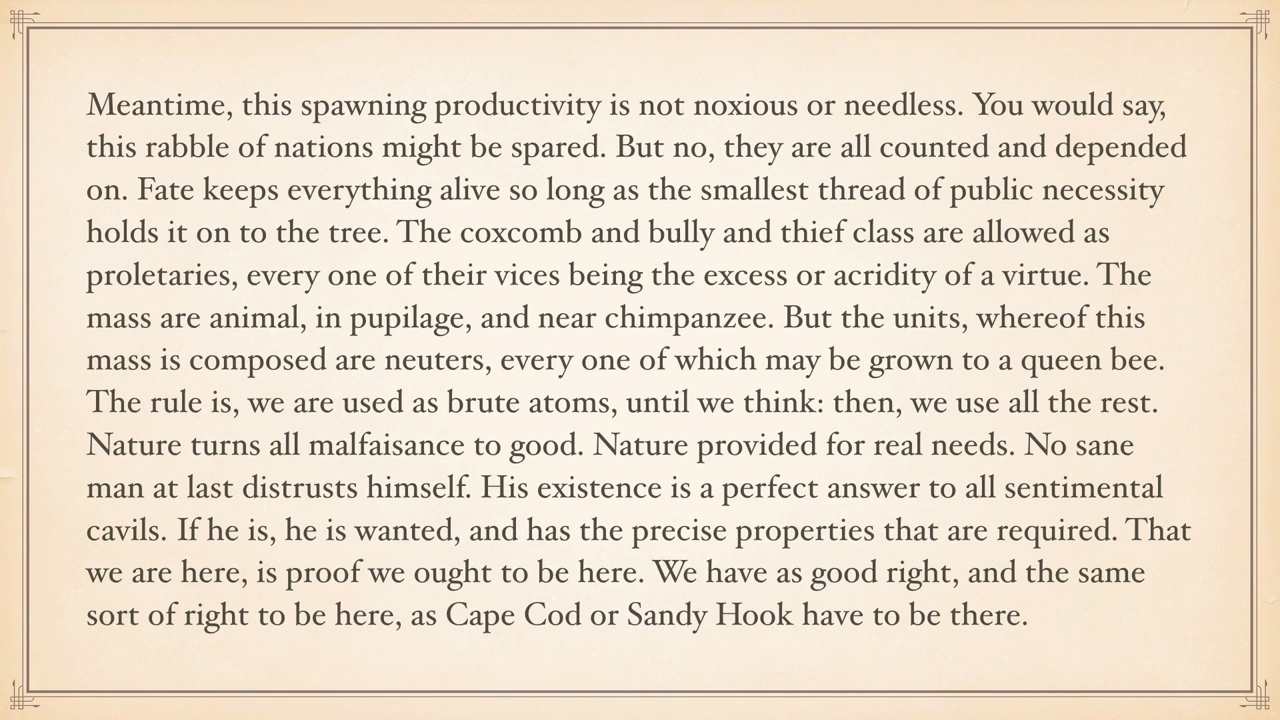 Meantime, this spawning productivity is not noxious or needless. You would say,
this rabble of nations might be spared. But no, they are all counted and depended
on. Fate keeps everything alive so long as the smallest thread of public necessity
holds it on to the tree. The coxcomb and bully and thief class are allowed as
proletaries, every one of their vices being the excess or acridity of a virtue. The
mass are animal, in pupilage, and near chimpanzee. But the units, whereof this
mass is composed are neuters, every one of which may be grown to a queen bee.
The rule is, we are used as brute atoms, until we think: then, we use all the rest.
Nature turns all malfaisance to good. Nature provided for real needs. No sane
man at last distrusts himself. His existence is a perfect answer to all sentimental
cavils. If he is, he is wanted, and has the precise properties that are required. That
we are here, is proof we ought to be here. We have as good right, and the same
sort of right to be here, as Cape Cod or Sandy Hook have to be there.